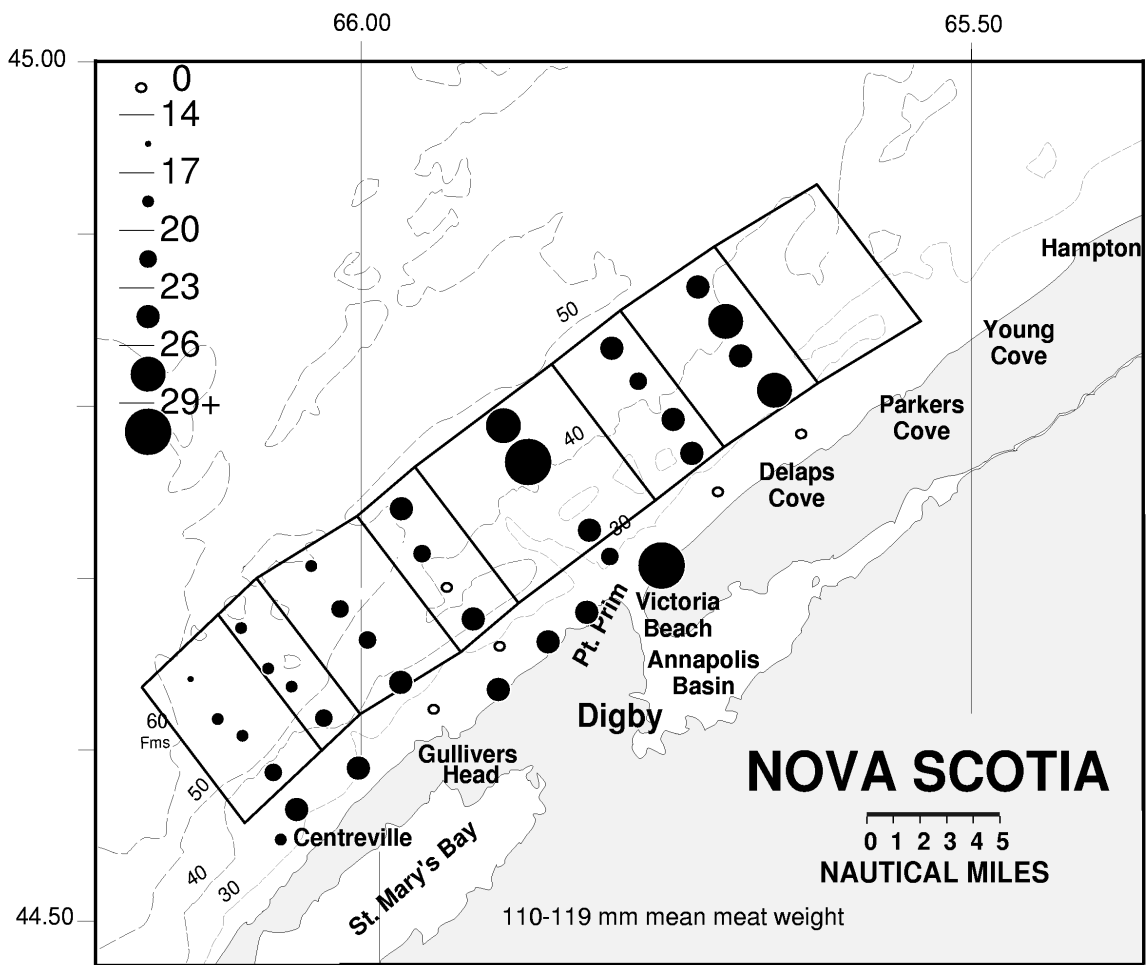 66.00
65.50
45.00
0
14
17
20
23
26
29+
Hampton
50
Young
Cove
Parkers
Cove
40
Delaps
Cove
30
Victoria
Beach
Pt. Prim
Annapolis
Basin
60
Fms
Digby
Gullivers
Head
50
NOVA SCOTIA
0 1 2 3 4 5
NAUTICAL MILES
Centreville
St. Mary's Bay
40
30
44.50
110-119 mm mean meat weight